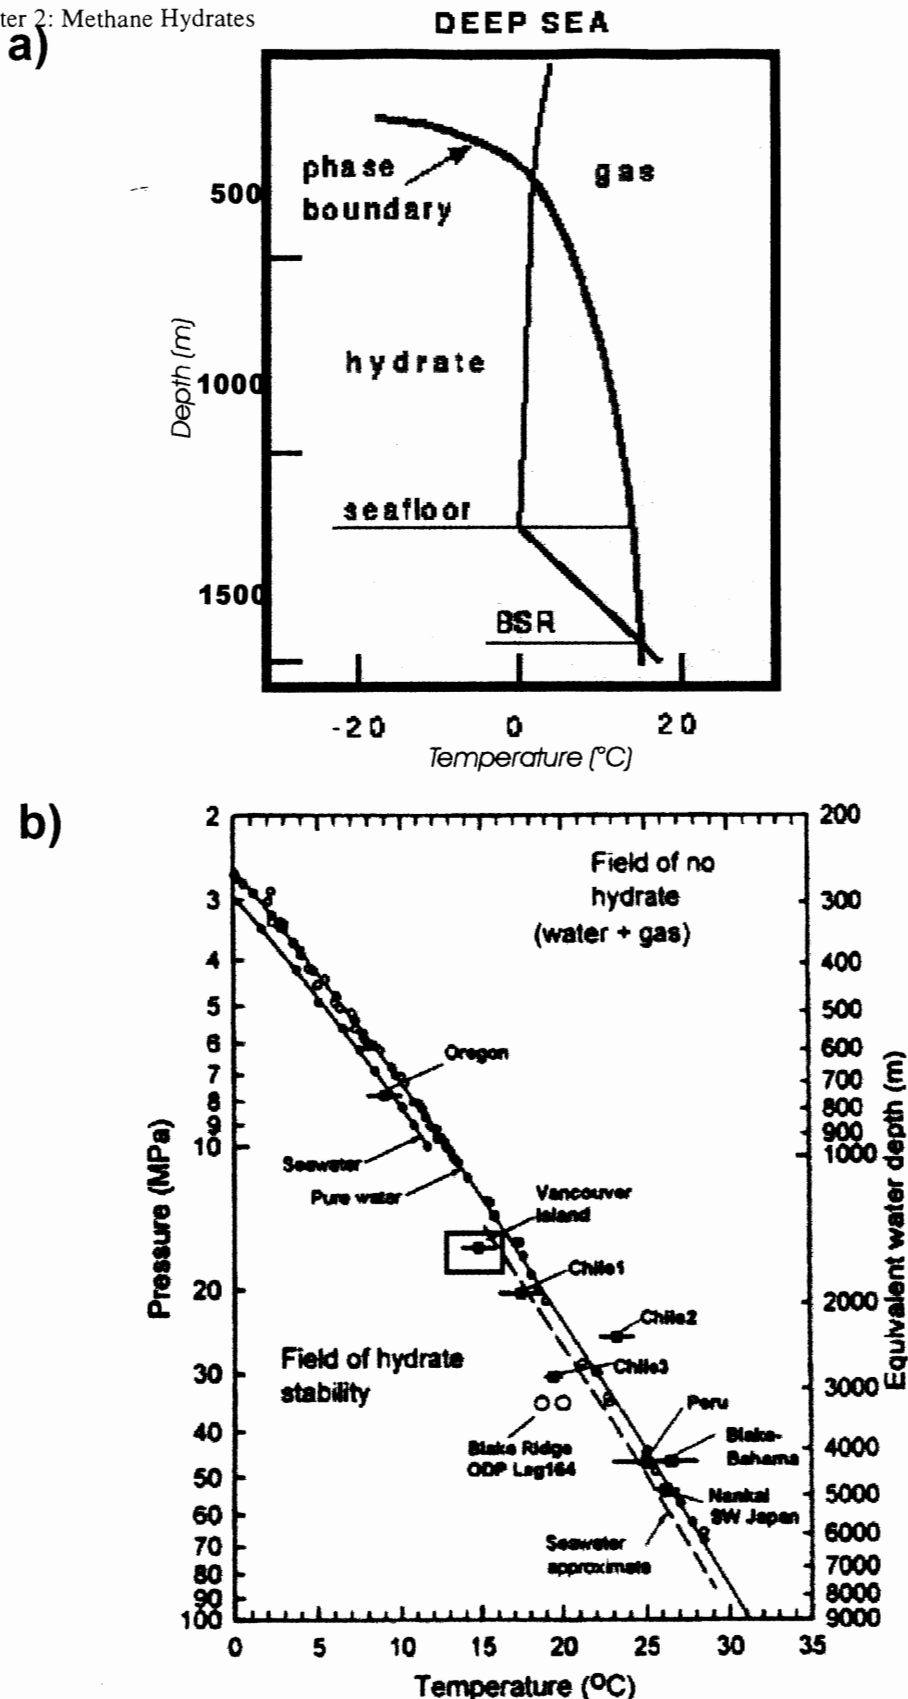 ter 2: Methane Hydrates
a)
DEEP SEA
phase
boundary
gas
500
hydrate
1000
Depth (m)
seafloor
1500
BSR
-20 0 20
Temperature (°C)
b)
2 200
Field of no
hydrate
(water + gas)
3 300
4 400
5 500
6 600
Oregon
7 700
8 800
9 900
10 1000
Seawater
Pure water
Vancouver
Island
Pressure (MPa)
Equivalent water depth (m)
Chile1
20 2000
Chile2
Field of hydrate
stability
Chile3
30 3000
Peru
40 4000
Blake Ridge
ODP Leg164
Blake-
Bahama
50 5000
Nankai
SW Japan
60 6000
Seawater
approximate
70 7000
80 8000
90 9000
100
0 5 10 15 20 25 30 35
Temperature (ºC)